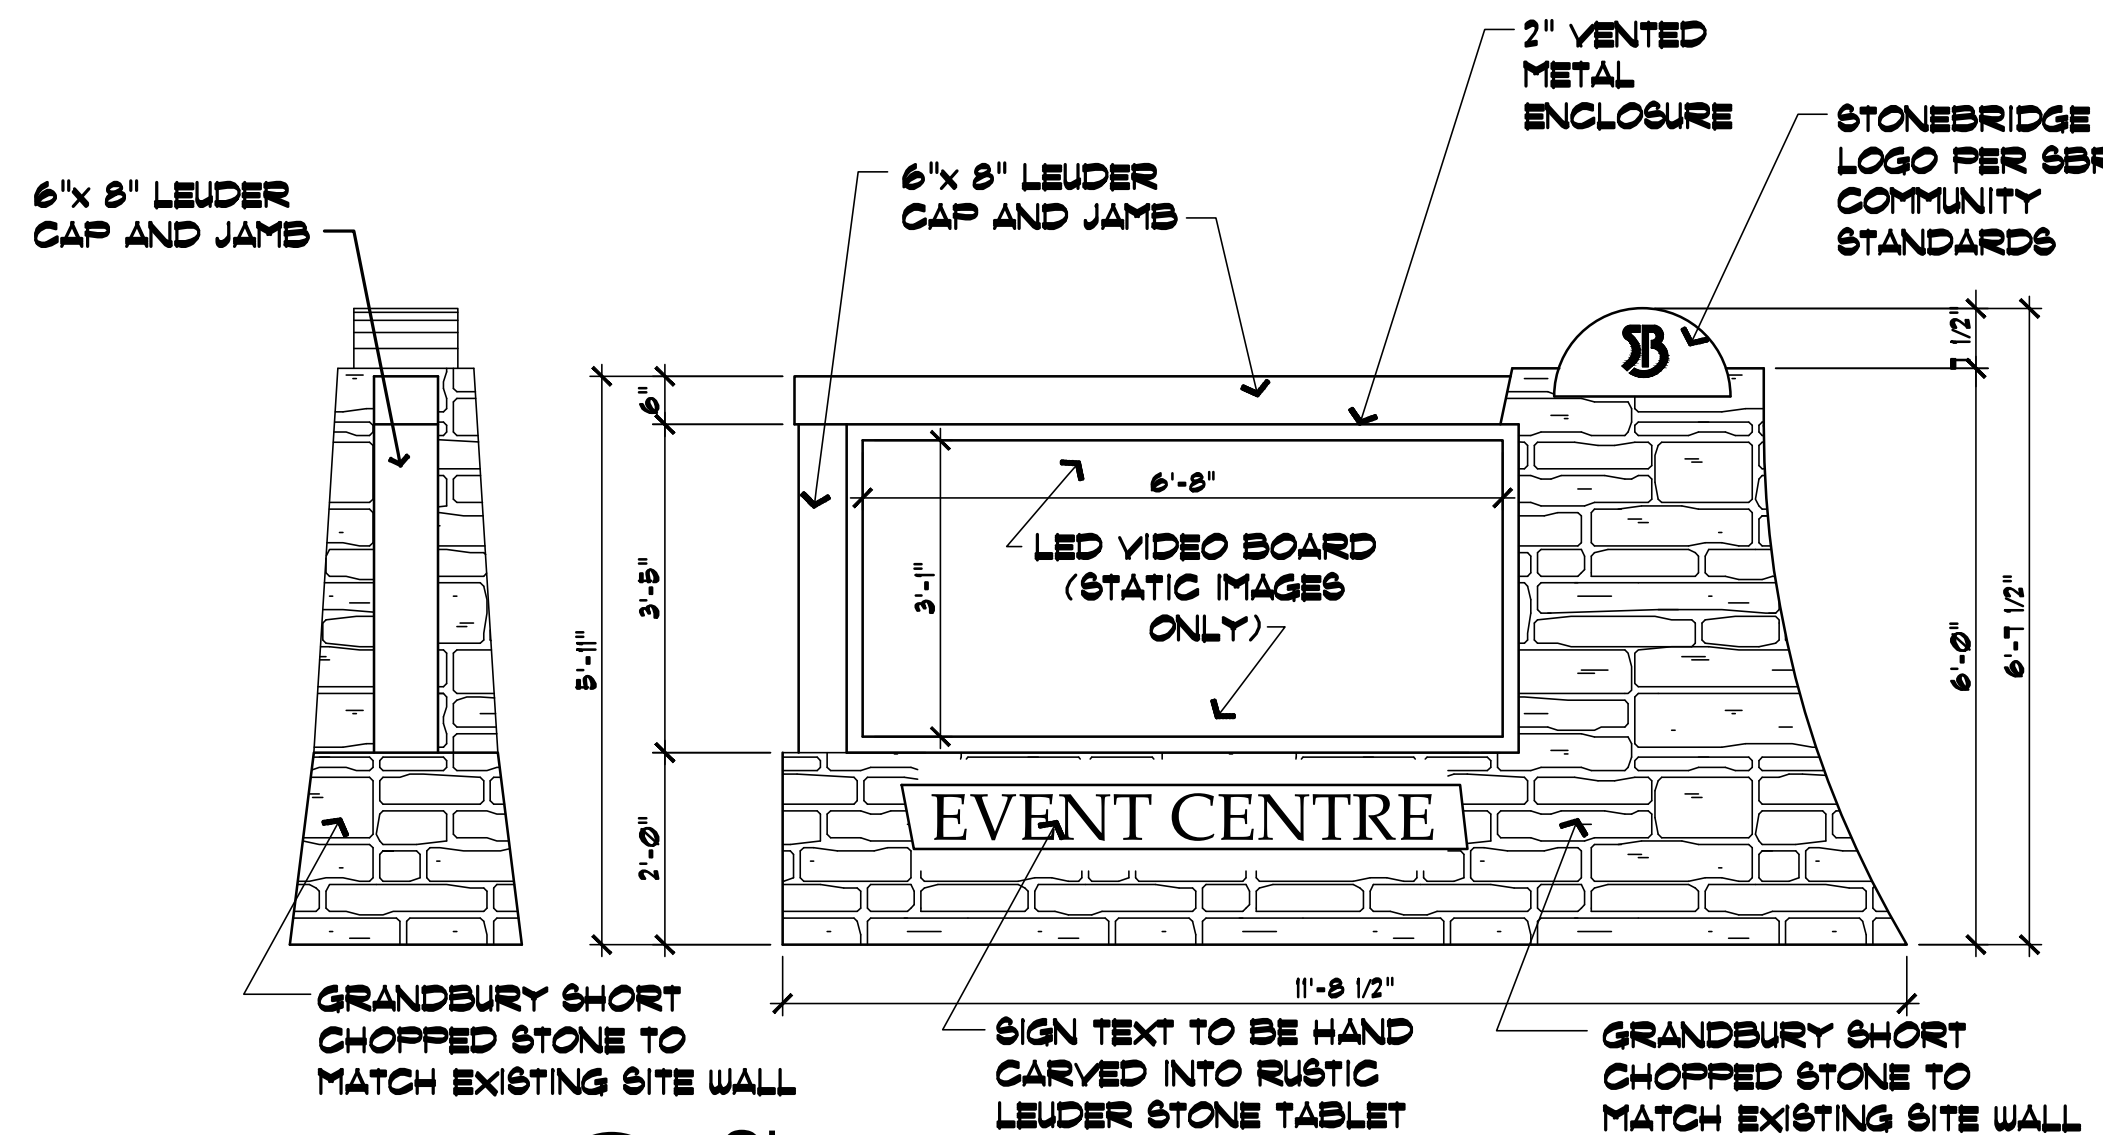 2" VENTED
METAL
ENCLOSURE
STONEBRIDGE
LOGO PER SBR
COMMUNITY
STANDARDS
6"x 8" LEUDER
CAP AND JAMB
6"x 8" LEUDER
CAP AND JAMB
SB
7 1/2"
6"
6'-8"
3'-1"
LED VIDEO BOARD
(STATIC IMAGES
ONLY)
3'-5"
5'-11"
6'-0"
6'-7 1/2"
2'-0"
EVENT CENTRE
11'-8 1/2"
GRANDBURY SHORT
CHOPPED STONE TO
MATCH EXISTING SITE WALL
SIGN TEXT TO BE HAND
CARVED INTO RUSTIC
LEUDER STONE TABLET
GRANDBURY SHORT
CHOPPED STONE TO
MATCH EXISTING SITE WALL